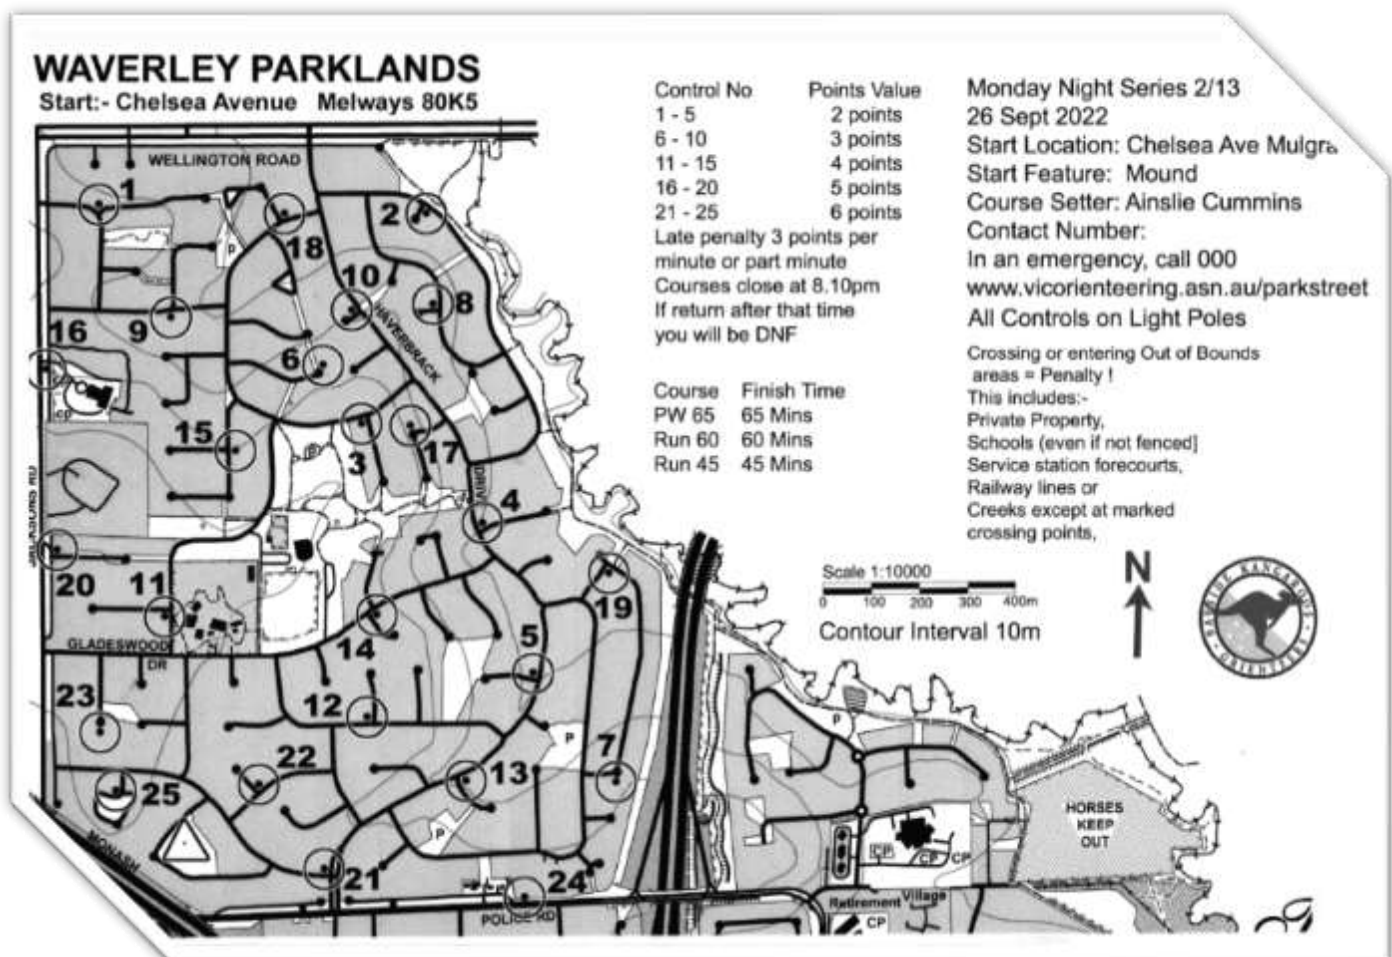 WAVERLEY PARKLANDS
Start:- Chelsea Avenue Melways 80K5
Control No Points Value
1 - 5 2 points
6 - 10 3 points
11 - 15 4 points
16 - 20 5 points
21 - 25 6 points
Late penalty 3 points per
minute or part minute
Courses close at 8.10pm
If return after that time
you will be DNF
Course Finish Time
PW 65 65 Mins
Run 60 60 Mins
Run 45 45 Mins
Monday Night Series 2/13
26 Sept 2022
Start Location: Chelsea Ave Mulgra
Start Feature: Mound
Course Setter: Ainslie Cummins
Contact Number:
In an emergency, call 000
www.vicorienteering.asn.au/parkstreet
All Controls on Light Poles
Crossing or entering Out of Bounds
areas = Penalty !
This includes:-
Private Property,
Schools (even if not fenced]
Service station forecourts,
Railway lines or
Creeks except at marked
crossing points,
Scale 1:10000
0 100 200 300 400m
Contour Interval 10m
N
BAYSIDE KANGAROOS
ORIENTEERS
WELLINGTON ROAD
1
2
18
P
10
8
HAVERBRACK
16
9
6
CP
15
3
17
DRIVE
4
20
11
19
GLADESWOOD
DR
14
5
23
12
P
7
22
13
25
P
MONASH
21
24
POLICE RD
P
HORSES
KEEP
OUT
CP
CP
CP
Retirement Village
CP